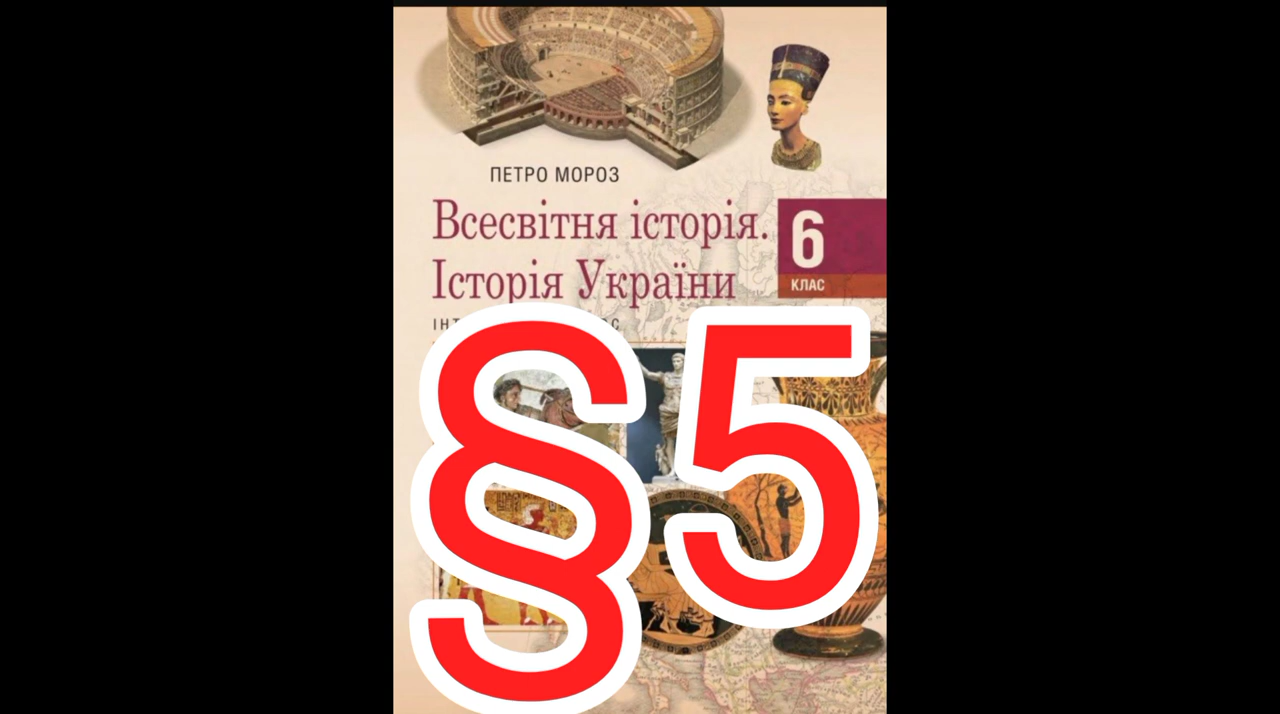 ПЕТРО МОРОЗ
Всесвітня історія.
Історія України
6
КЛАС
§5